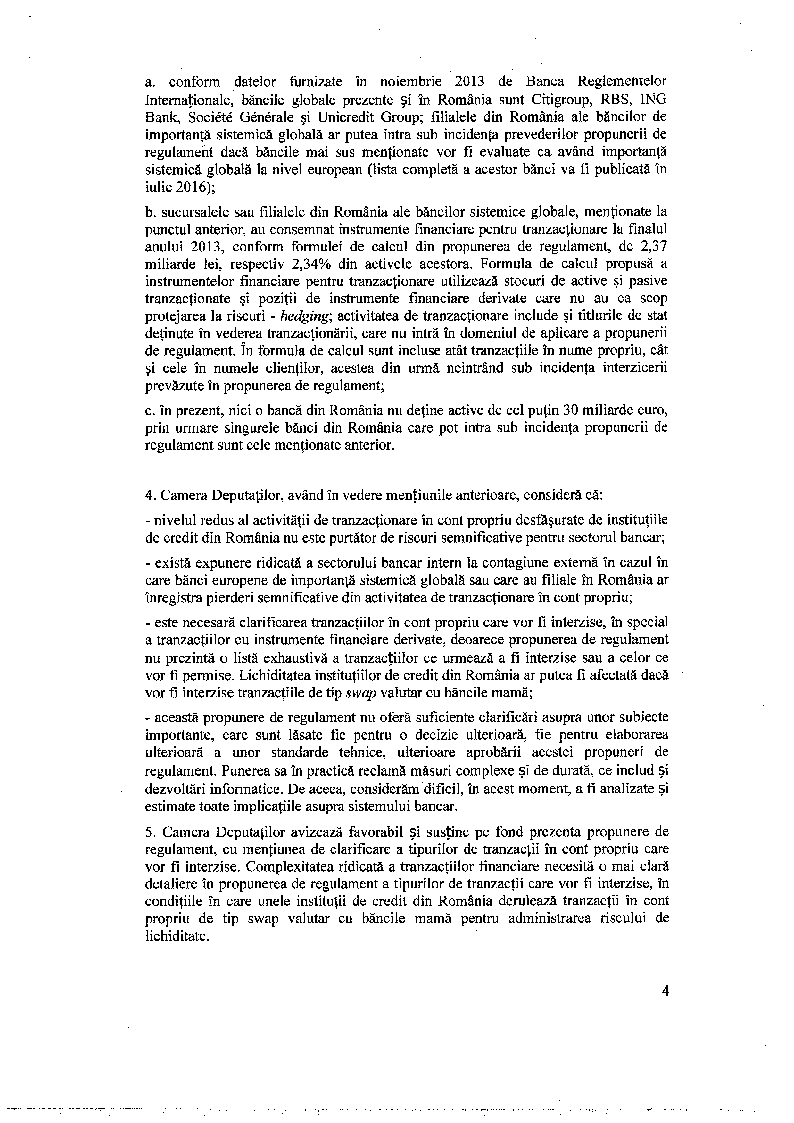 a. conform datelor furnizate în noiembrie 2013 de Banca Reglementelor
Internaționale, băncile globale prezente și în România sunt Citigroup, RBS, ING
Bank, Société Générale și Unicredit Group; filialele din România ale băncilor de
importanță sistemică globală ar putea intra sub incidența prevederilor propunerii de
regulament dacă băncile mai sus menționate vor fi evaluate ca având importanță
sistemică globală la nivel european (lista completă a acestor bănci va fi publicată în
iulie 2016);
b. sucursalele sau filialele din România ale băncilor sistemice globale, menționate la
punctul anterior, au consemnat instrumente financiare pentru tranzacționare la finalul
anului 2013, conform formulei de calcul din propunerea de regulament, de 2,37
miliarde lei, respectiv 2,34% din activele acestora. Formula de calcul propusă a
instrumentelor financiare pentru tranzacționare utilizează stocuri de active și pasive
tranzacționate și poziții de instrumente financiare derivate care nu au ca scop
protejarea la riscuri - hedging; activitatea de tranzacționare include și titlurile de stat
deținute în vederea tranzacționării, care nu intră în domeniul de aplicare a propunerii
de regulament. În formula de calcul sunt incluse atât tranzacțiile în nume propriu, cât
și cele în numele clienților, acestea din urmă neintrând sub incidența interzicerii
prevăzute în propunerea de regulament;
c. în prezent, nici o bancă din România nu deține active de cel puțin 30 miliarde euro,
prin urmare singurele bănci din România care pot intra sub incidența propunerii de
regulament sunt cele menționate anterior.
4. Camera Deputaților, având în vedere mențiunile anterioare, consideră că:
- nivelul redus al activității de tranzacționare în cont propriu desfășurate de instituțiile
de credit din România nu este purtător de riscuri semnificative pentru sectorul bancar;
- există expunere ridicată a sectorului bancar intern la contagiune externă în cazul în
care bănci europene de importanță sistemică globală sau care au filiale în România ar
înregistra pierderi semnificative din activitatea de tranzacționare în cont propriu;
- este necesară clarificarea tranzacțiilor în cont propriu care vor fi interzise, în special
a tranzacțiilor cu instrumente financiare derivate, deoarece propunerea de regulament
nu prezintă o listă exhaustivă a tranzacțiilor ce urmează a fi interzise sau a celor ce
vor fi permise. Lichiditatea instituțiilor de credit din România ar putea fi afectată dacă
vor fi interzise tranzacțiile de tip swap valutar cu băncile mamă;
- această propunere de regulament nu oferă suficiente clarificări asupra unor subiecte
importante, care sunt lăsate fie pentru o decizie ulterioară, fie pentru elaborarea
ulterioară a unor standarde tehnice, ulterioare aprobării acestei propuneri de
regulament. Punerea sa în practică reclamă măsuri complexe și de durată, ce includ și
dezvoltări informatice. De aceea, considerăm dificil, în acest moment, a fi analizate și
estimate toate implicațiile asupra sistemului bancar.
5. Camera Deputaților avizează favorabil și susține pe fond prezenta propunere de
regulament, cu mențiunea de clarificare a tipurilor de tranzacții în cont propriu care
vor fi interzise. Complexitatea ridicată a tranzacțiilor financiare necesită o mai clară
detaliere în propunerea de regulament a tipurilor de tranzacții care vor fi interzise, în
condițiile în care unele instituții de credit din România derulează tranzacții în cont
propriu de tip swap valutar cu băncile mamă pentru administrarea riscului de
lichiditate.
4